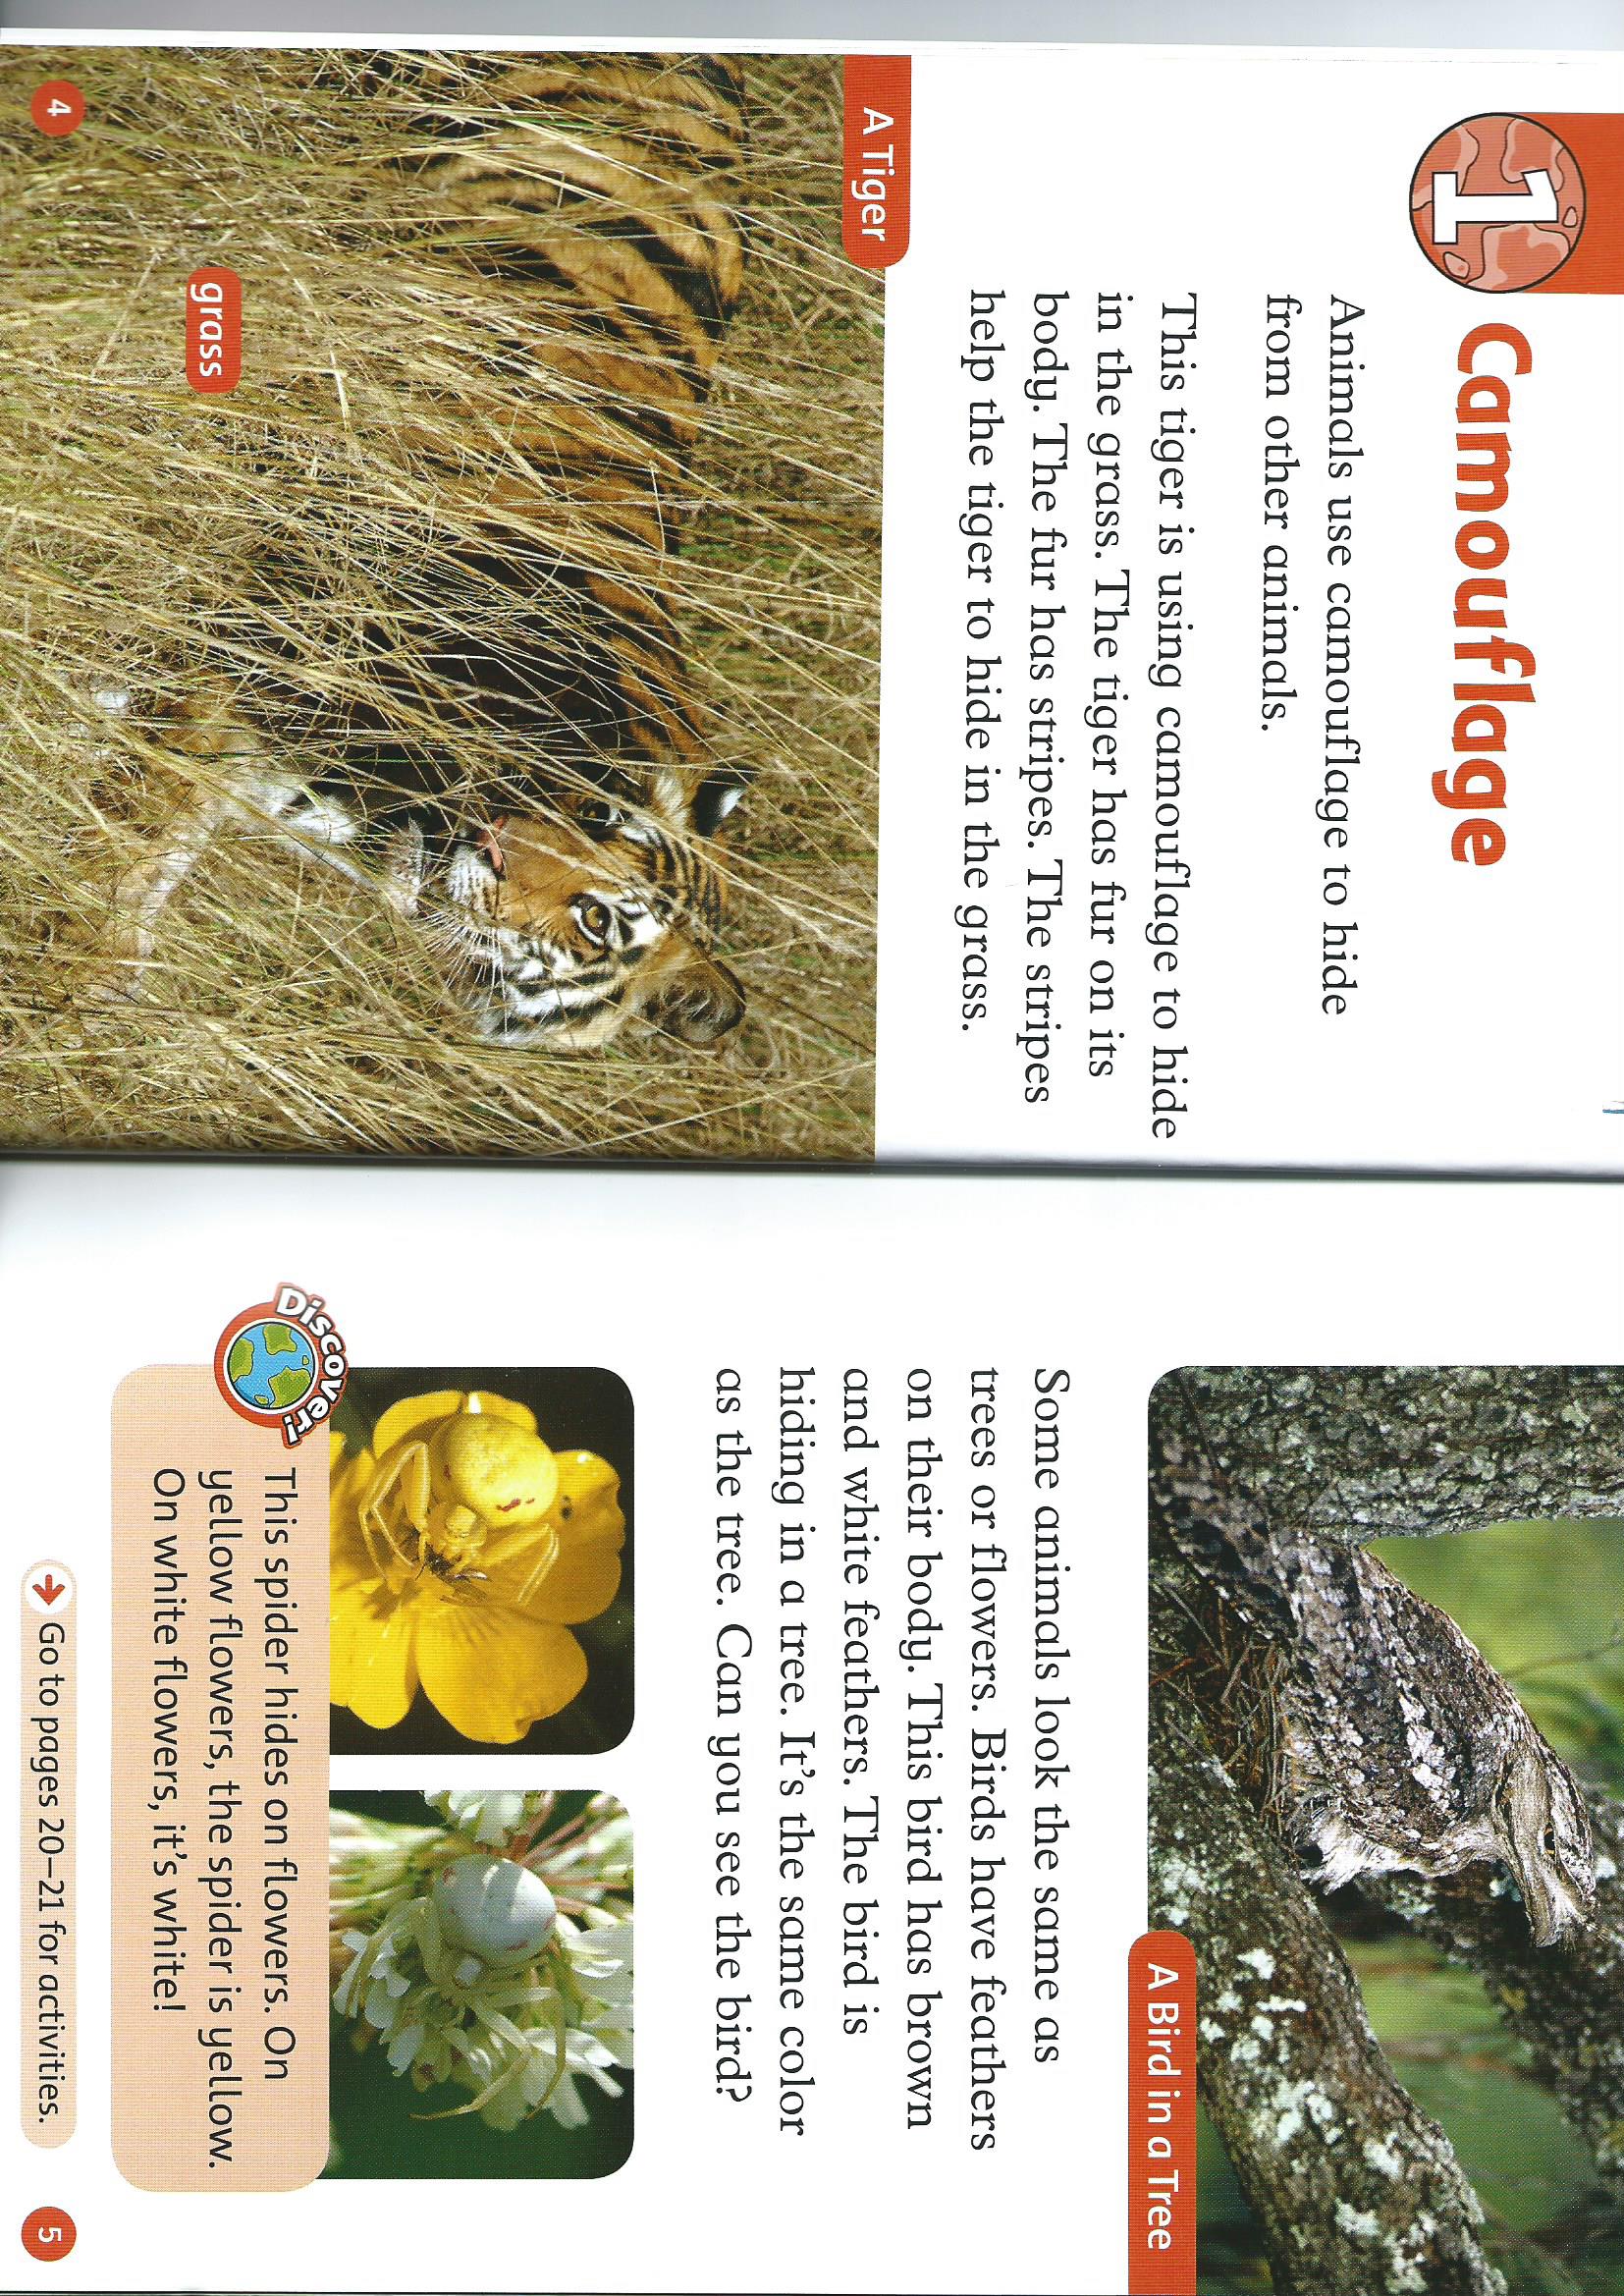 1 Camouflage
Animals use camouflage to hide
from other animals.
This tiger is using camouflage to hide
in the grass. The tiger has fur on its
body. The fur has stripes. The stripes
help the tiger to hide in the grass.
A Tiger
grass
4
A Bird in a Tree
Some animals look the same as
trees or flowers. Birds have feathers
on their body. This bird has brown
and white feathers. The bird is
hiding in a tree. It's the same color
as the tree. Can you see the bird?
Discover!
This spider hides on flowers. On
yellow flowers, the spider is yellow.
On white flowers, it's white!
→ Go to pages 20–21 for activities.
5